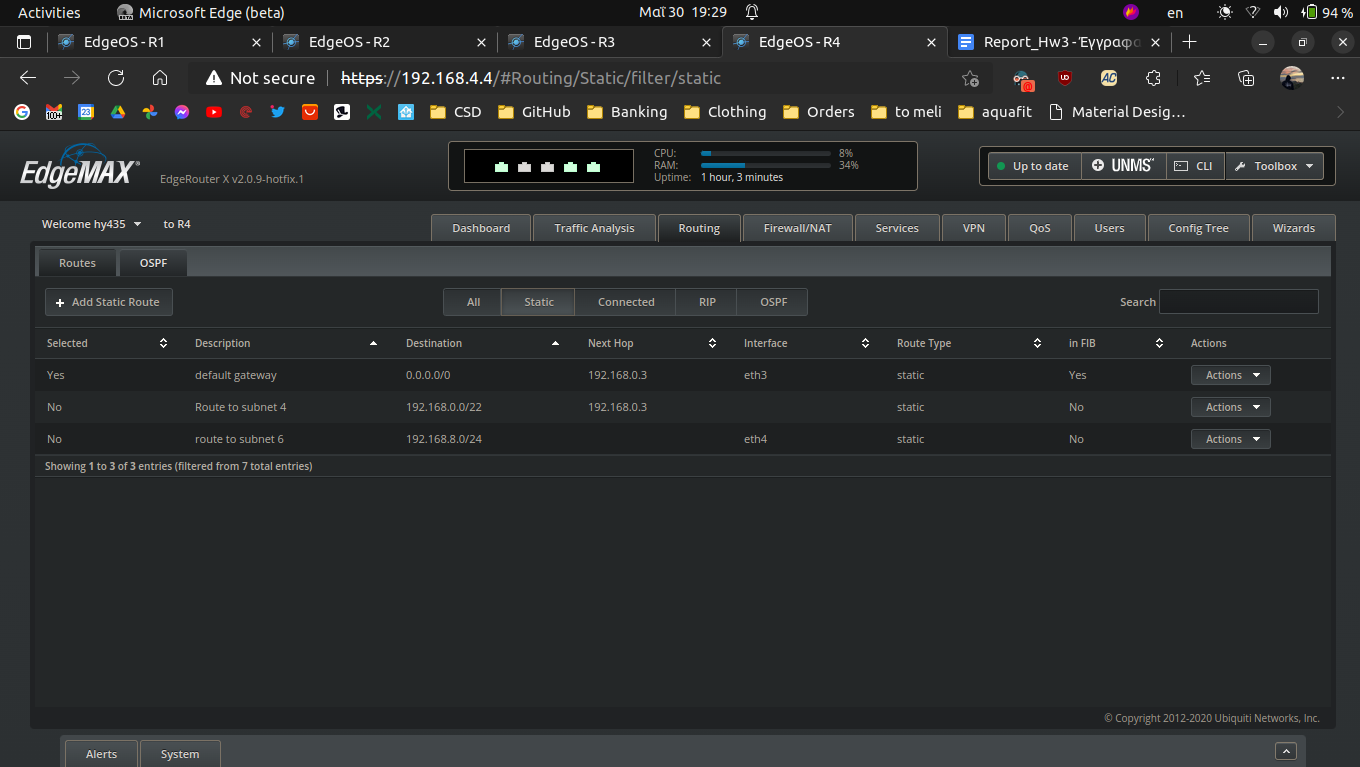 Activities Microsoft Edge (beta) Μαΐ 30 19:29 en 94 %
EdgeOS - R1 EdgeOS - R2 EdgeOS - R3 EdgeOS - R4 Report_Hw3 - Έγγραφα
Not secure https://192.168.4.4/#Routing/Static/filter/static
CSD GitHub Banking Clothing Orders to meli aquafit Material Desig…
EdgeMAX EdgeRouter X v2.0.9-hotfix.1
CPU: 8%
RAM: 34%
Uptime: 1 hour, 3 minutes
Up to date UNMS CLI Toolbox
Welcome hy435 to R4
Dashboard Traffic Analysis Routing Firewall/NAT Services VPN QoS Users Config Tree Wizards
Routes OSPF
Add Static Route All Static Connected RIP OSPF Search
Selected Description Destination Next Hop Interface Route Type in FIB Actions
Yes default gateway 0.0.0.0/0 192.168.0.3 eth3 static Yes Actions
No Route to subnet 4 192.168.0.0/22 192.168.0.3 static No Actions
No route to subnet 6 192.168.8.0/24 eth4 static No Actions
Showing 1 to 3 of 3 entries (filtered from 7 total entries)
© Copyright 2012-2020 Ubiquiti Networks, Inc.
Alerts System